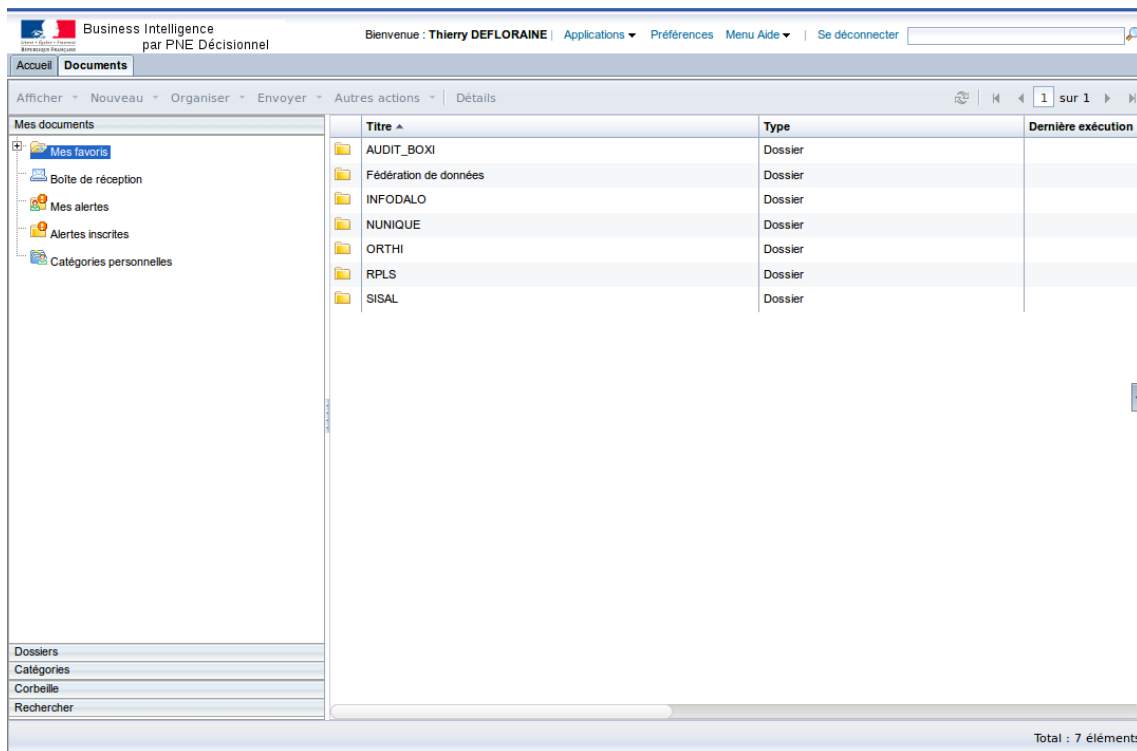 Business Intelligence
par PNE Décisionnel
Bienvenue : Thierry DEFLORAINE | Applications Préférences Menu Aide | Se déconnecter
RÉPUBLIQUE FRANÇAISE
Accueil Documents
Afficher Nouveau Organiser Envoyer Autres actions Détails 1 sur 1
Mes documents
Mes favoris
Boîte de réception
Mes alertes
Alertes inscrites
Catégories personnelles
Titre Type Dernière exécution
AUDIT_BOXI Dossier
Fédération de données Dossier
INFODALO Dossier
NUNIQUE Dossier
ORTHI Dossier
RPLS Dossier
SISAL Dossier
Dossiers
Catégories
Corbeille
Rechercher
Total : 7 éléments